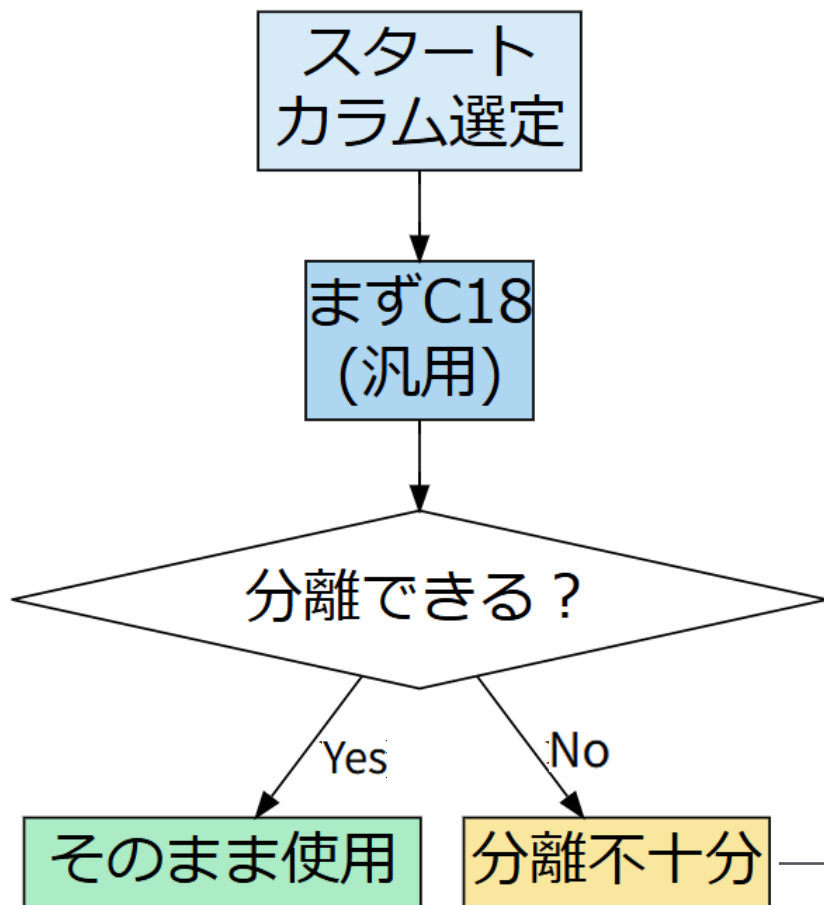 スタート
カラム選定
まずC18
(汎用)
分離できる？
Yes
No
そのまま使用
分離不十分